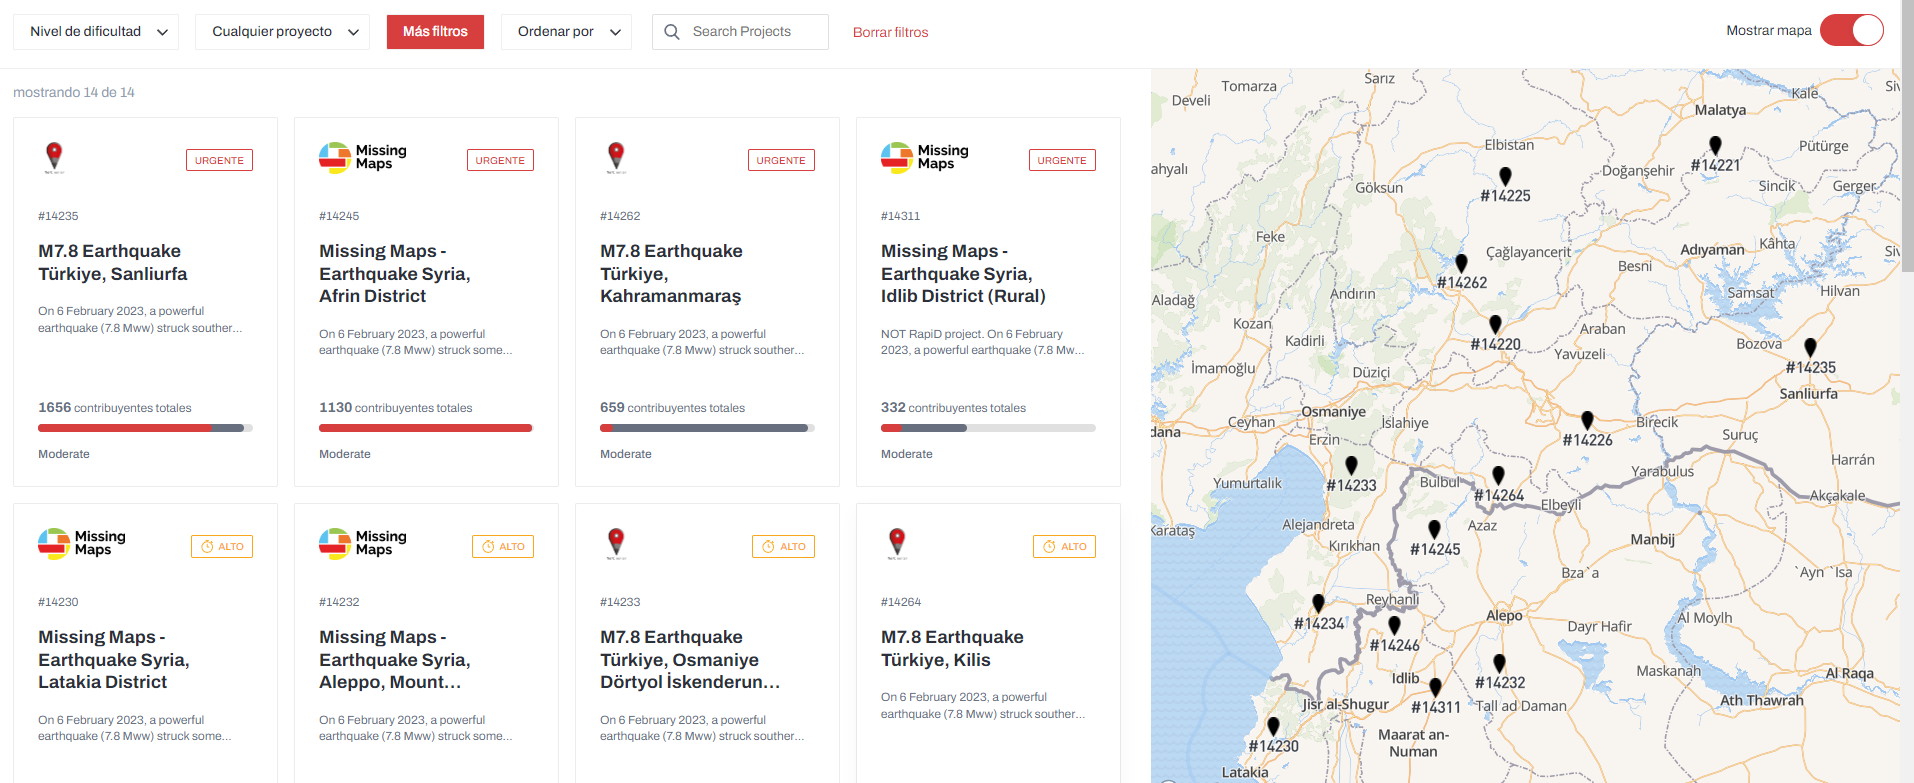 Nivel de dificultad
Cualquier proyecto
Más filtros
Ordenar por
Search Projects
Borrar filtros
Mostrar mapa
mostrando 14 de 14
URGENTE
#14235
M7.8 Earthquake
Türkiye, Sanliurfa
On 6 February 2023, a powerful
earthquake (7.8 Mww) struck souther...
1656 contribuyentes totales
Moderate
Missing
Maps
URGENTE
#14245
Missing Maps -
Earthquake Syria,
Afrin District
On 6 February 2023, a powerful
earthquake (7.8 Mww) struck some...
1130 contribuyentes totales
Moderate
URGENTE
#14262
M7.8 Earthquake
Türkiye,
Kahramanmaraş
On 6 February 2023, a powerful
earthquake (7.8 Mww) struck souther...
659 contribuyentes totales
Moderate
Missing
Maps
URGENTE
#14311
Missing Maps -
Earthquake Syria,
Idlib District (Rural)
NOT RapiD project. On 6 February
2023, a powerful earthquake (7.8 Mw...
332 contribuyentes totales
Moderate
Missing
Maps
ALTO
#14230
Missing Maps -
Earthquake Syria,
Latakia District
On 6 February 2023, a powerful
earthquake (7.8 Mww) struck some...
Missing
Maps
ALTO
#14232
Missing Maps -
Earthquake Syria,
Aleppo, Mount...
On 6 February 2023, a powerful
earthquake (7.8 Mww) struck some...
ALTO
#14233
M7.8 Earthquake
Türkiye, Osmaniye
Dörtyol İskenderun...
On 6 February 2023, a powerful
earthquake (7.8 Mww) struck souther...
ALTO
#14264
M7.8 Earthquake
Türkiye, Kilis
On 6 February 2023, a powerful
earthquake (7.8 Mww) struck souther...
Sarız
Tomarza
Develi
Kale
Siv
Malatya
Elbistan
Pütürge
#14221
ahyalı
Doğanşehir
Göksun
#14225
Sincik
Gerger
Feke
Çağlayancerit
Adıyaman
Kâhta
Siv
Besni
#14262
Samsat
Hilvan
Aladağ
Andırın
Kozan
Araban
Kadirli
#14220
Yavuzeli
Bozova
İmamoğlu
Düziçi
#14235
Sanliurfa
Osmaniye
Ceyhan
İslahiye
Birecik
dana
Erzin
#14226
Suruç
Harrán
Yarabulus
Yumurtalık
#14233
Bulbul
#14264
Akçakale
Elbeyli
Karataş
Alejandreta
Azaz
Kırıkhan
#14245
Manbij
Bza`a
`Ayn `Isa
Reyhanlı
#14234
Alepo
Al Moylh
Dayr Hafir
#14246
Maskanah
Al Raqa
Idlib
#14232
Jisr al-Shugur
#14311
Tall ad Daman
Ath Thawrah
#14230
Maarat an-
Numan
Latakia